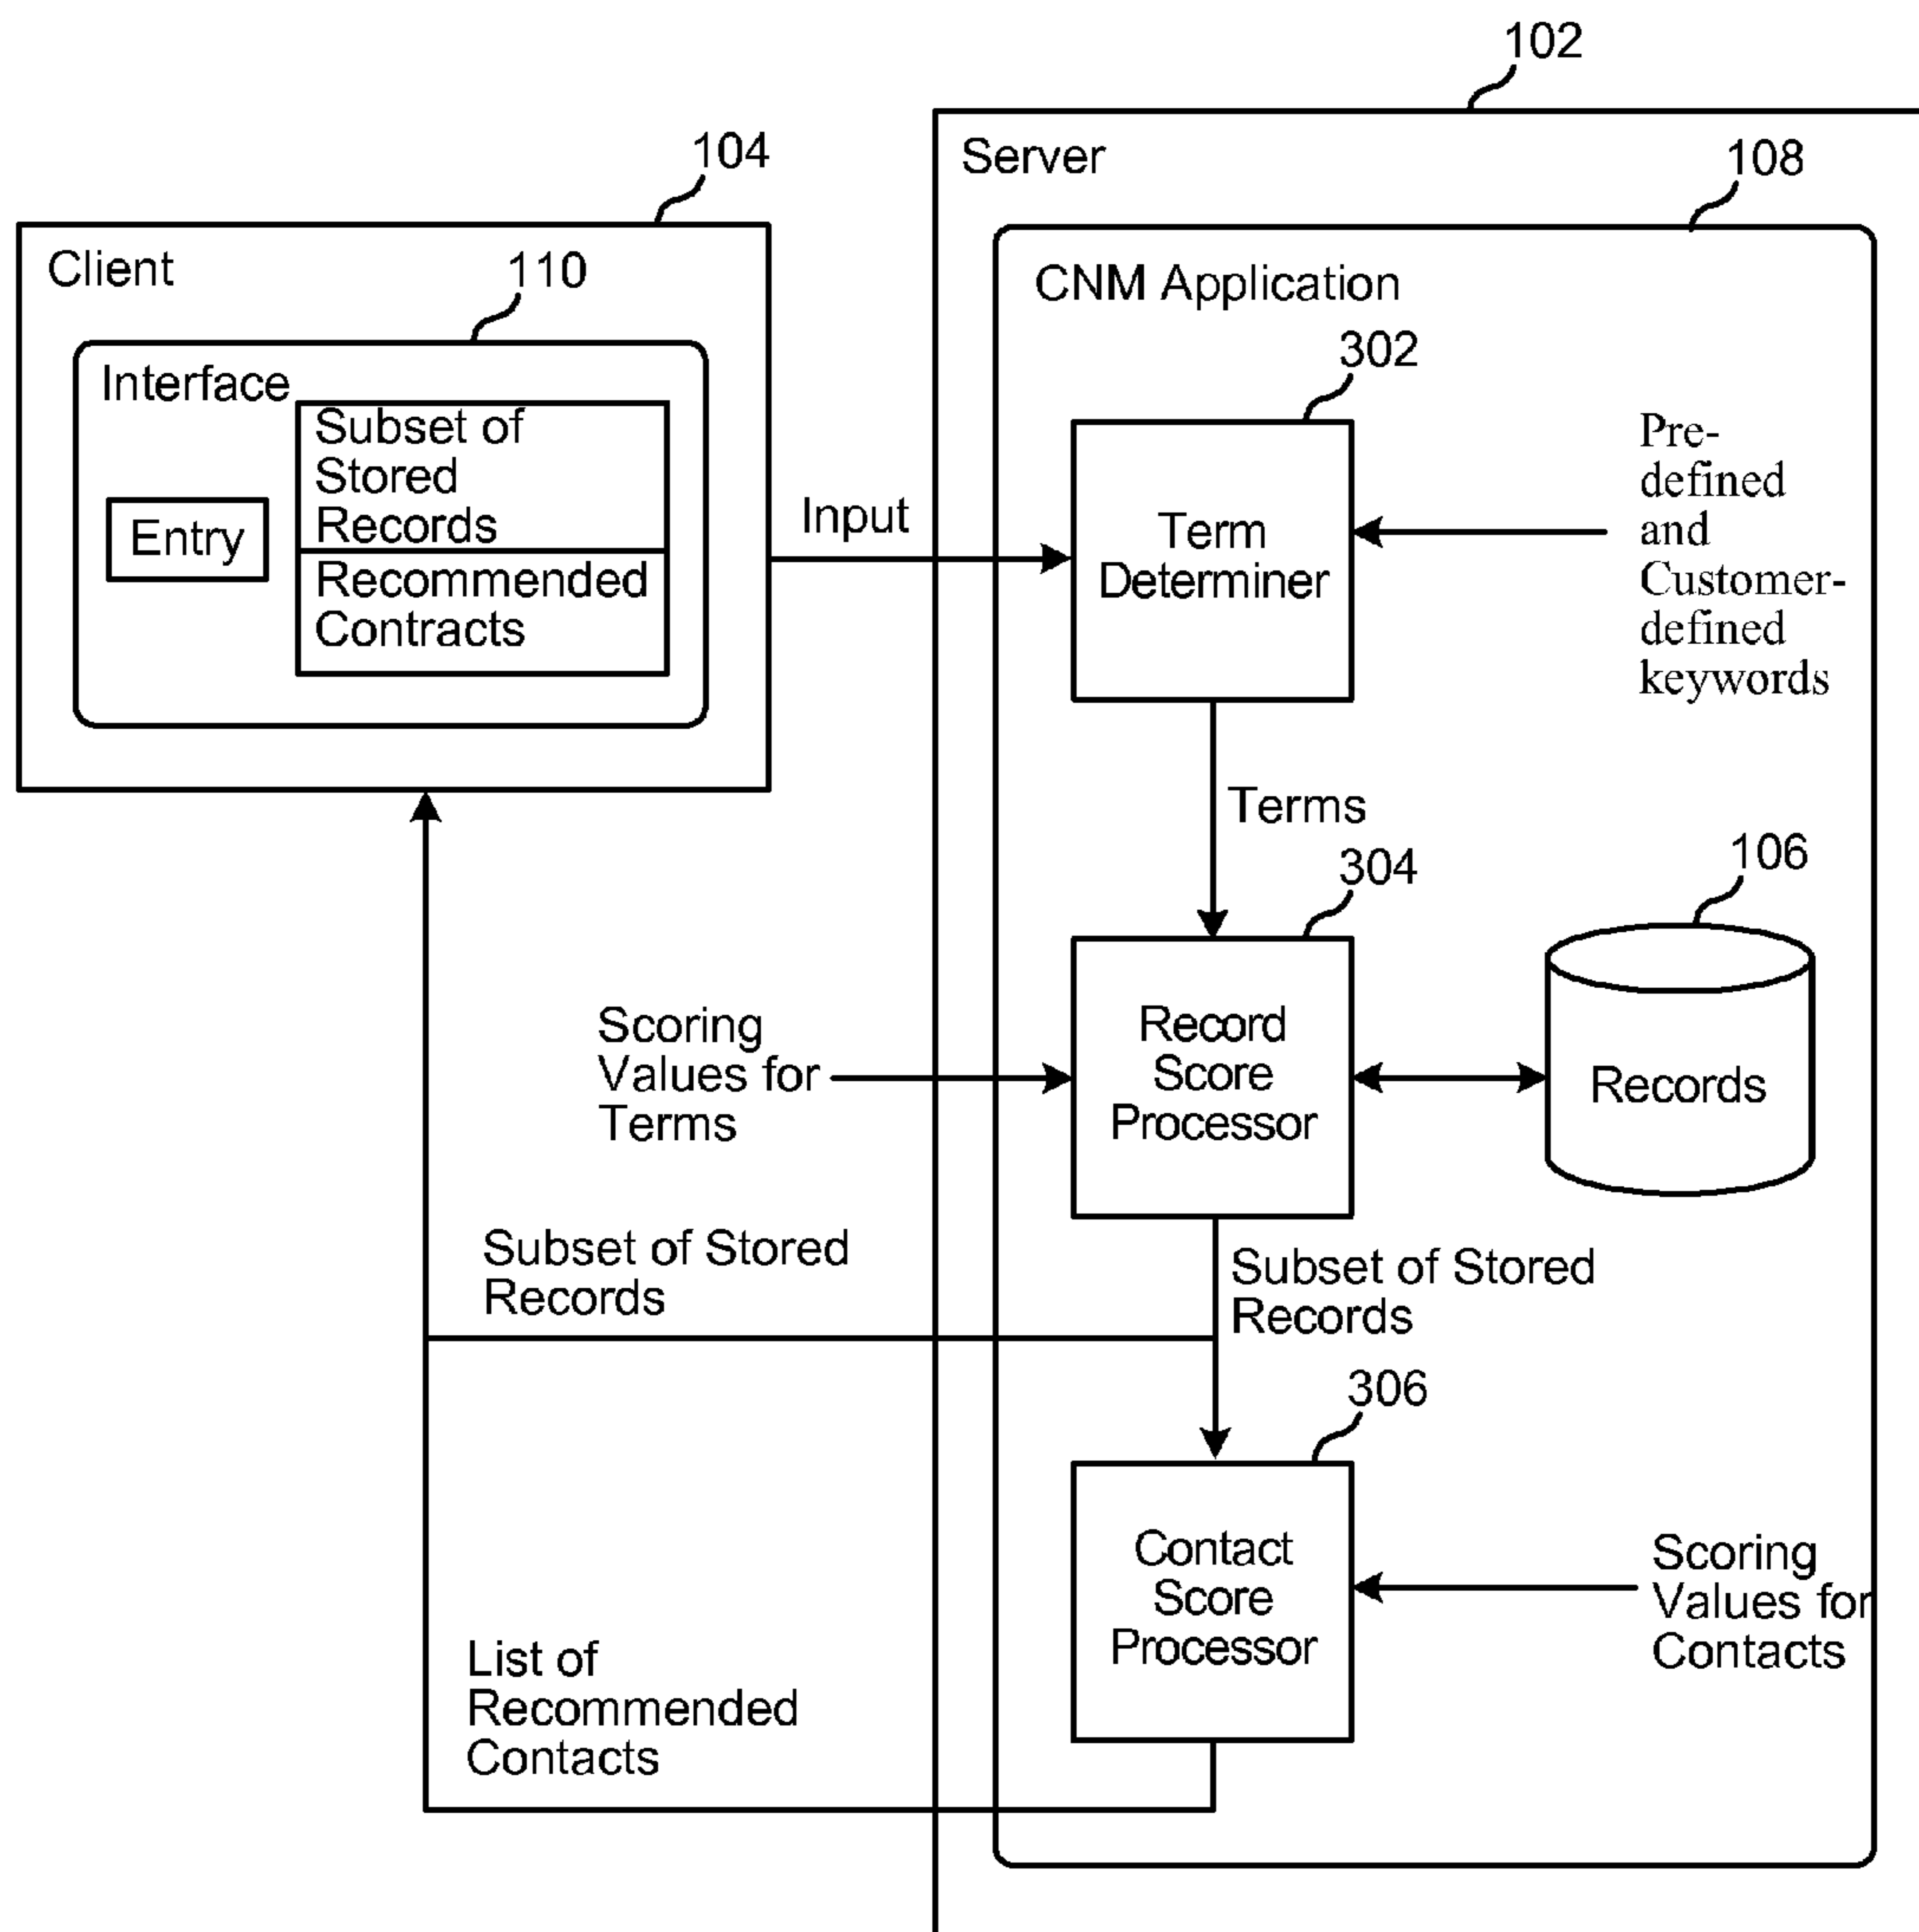 102
Server
104
108
Client
110
CNM Application
Interface
302
Subset of
Stored
Records
Entry
Recommended
Contracts
Input
Term
Determiner
Pre-
defined
and
Customer-
defined
keywords
Terms
304
106
Scoring
Values for
Terms
Record
Score
Processor
Records
Subset of Stored
Records
Subset of Stored
Records
306
Contact
Score
Processor
Scoring
Values for
Contacts
List of
Recommended
Contacts